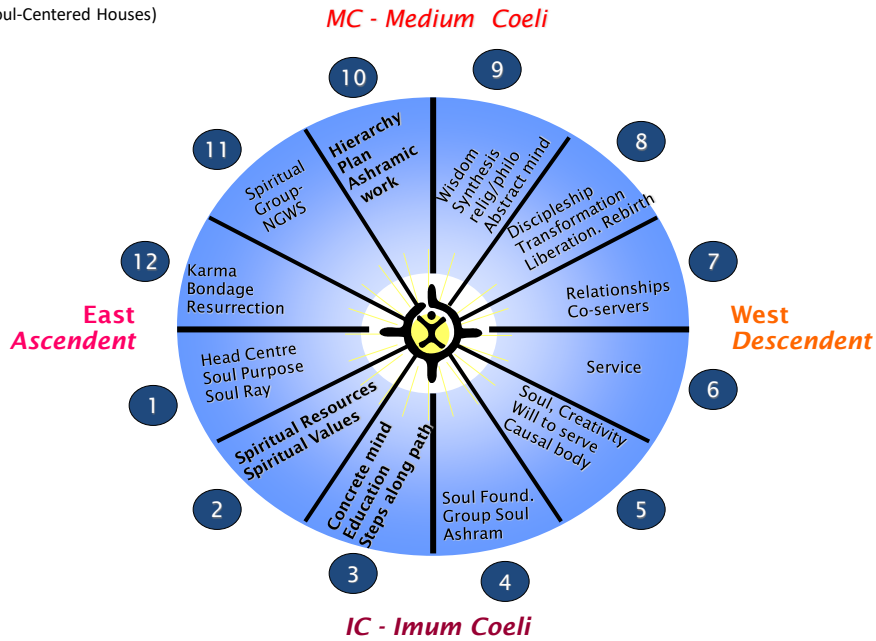 oul-Centered Houses)
MC - Medium Coeli
10
9
11
8
Hierarchy
Plan
Ashramic
work
Wisdom
Synthesis
relig/philo
Abstract mind
Spiritual
Group-
NGWS
Discipleship
Transformation
Liberation. Rebirth
12
7
Karma
Bondage
Resurrection
Relationships
Co-servers
East
Ascendent
West
Descendent
Head Centre
Soul Purpose
Soul Ray
Service
1
6
Spiritual Resources
Spiritual Values
Soul, Creativity
Will to serve
Causal body
Concrete mind
Education
Steps along path
Soul Found.
Group Soul
Ashram
2
5
3
4
IC - Imum Coeli